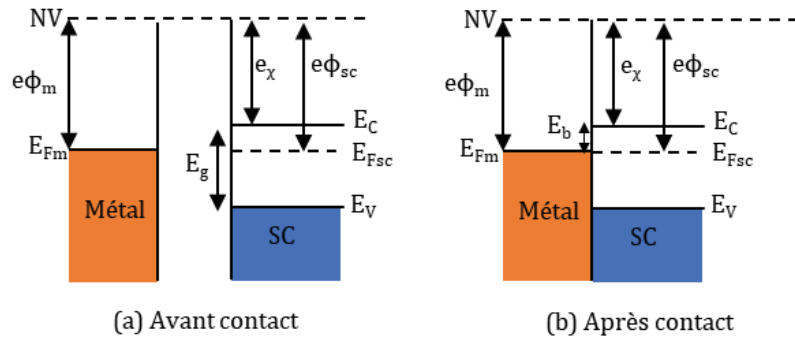 NV
eϕm
eχ
eϕsc
EC
EFm
Eg
EFsc
Métal
EV
SC
(a) Avant contact
NV
eϕm
eχ
eϕsc
Eb
EC
EFm
EFsc
Métal
EV
SC
(b) Après contact